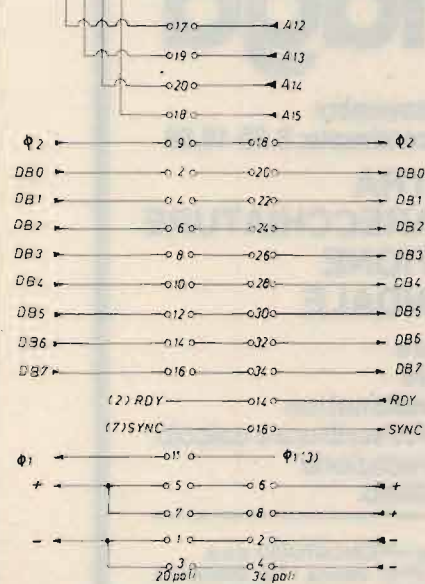 17 A12
19 A13
20 A14
18 A15
ϕ2 9 18 ϕ2
DB0 2 20 DB0
DB1 4 22 DB1
DB2 6 24 DB2
DB3 8 26 DB3
DB4 10 28 DB4
DB5 12 30 DB5
DB6 14 32 DB6
DB7 16 34 DB7
(2) RDY 14 RDY
(7) SYNC 16 SYNC
ϕ1 11 ϕ1 (3)
+ 5 6 +
7 8 +
- 1 2 -
3 4 -
20 poli 34 poli